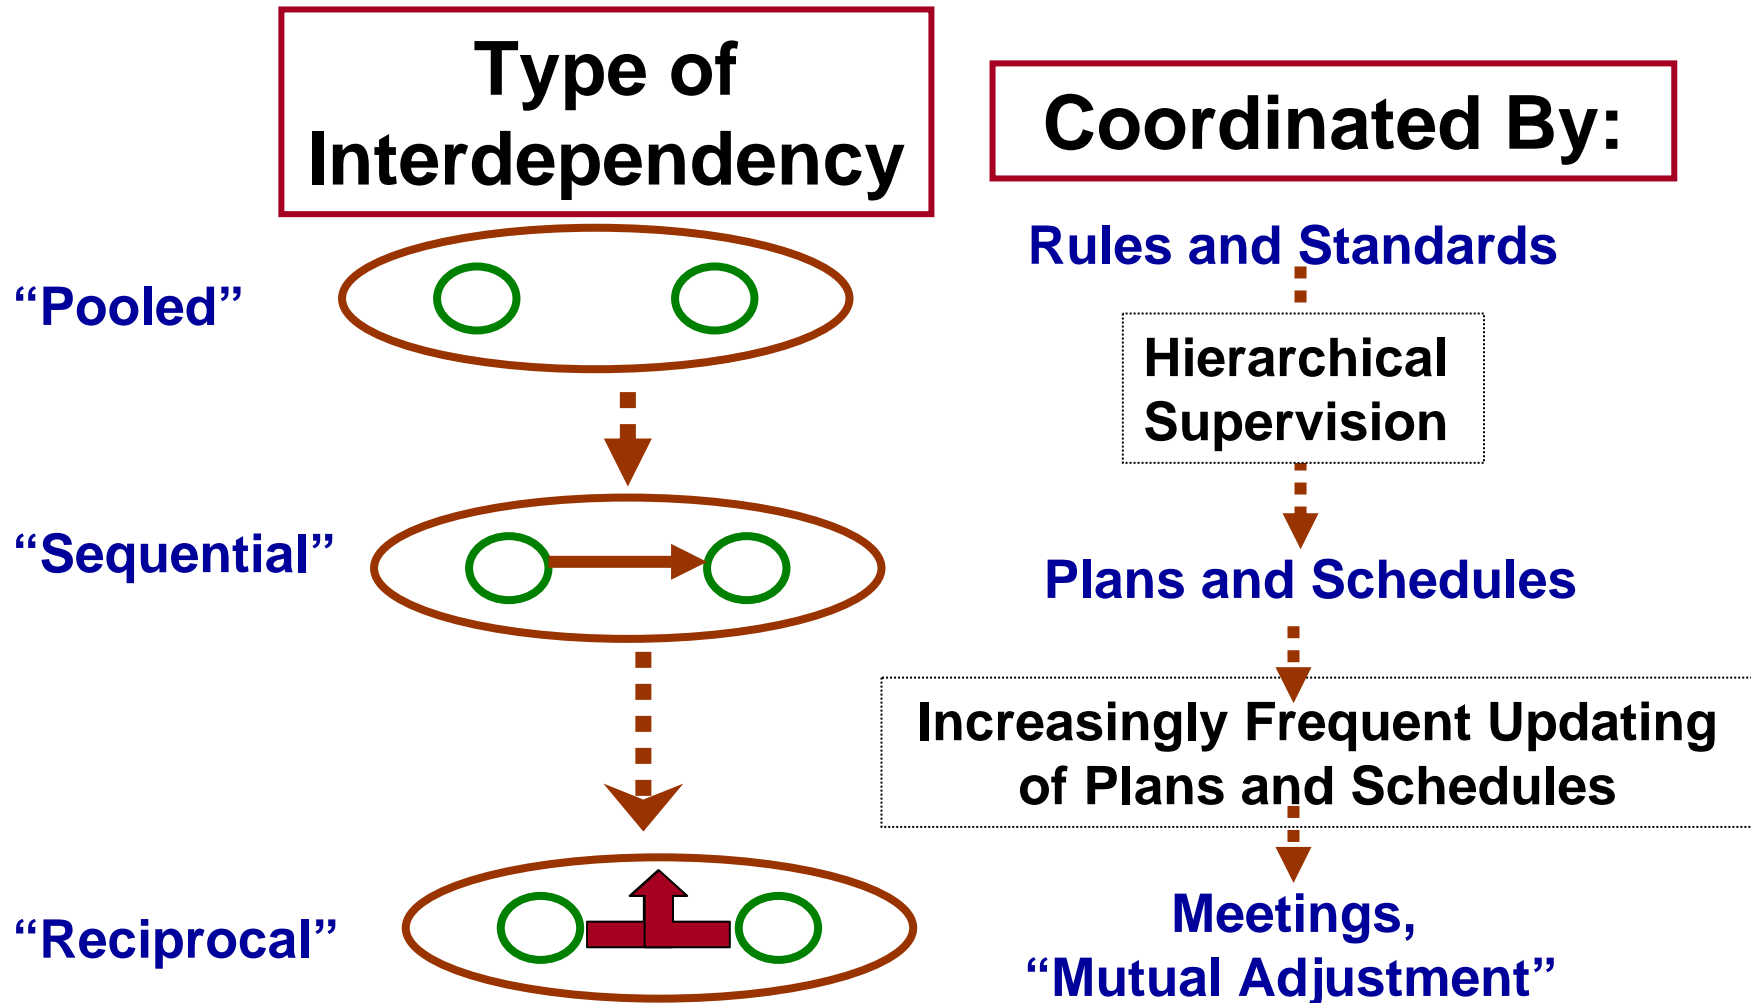 Type of
Interdependency
Coordinated By:
“Pooled”
Rules and Standards
Hierarchical
Supervision
“Sequential”
Plans and Schedules
Increasingly Frequent Updating
of Plans and Schedules
“Reciprocal”
Meetings,
“Mutual Adjustment”